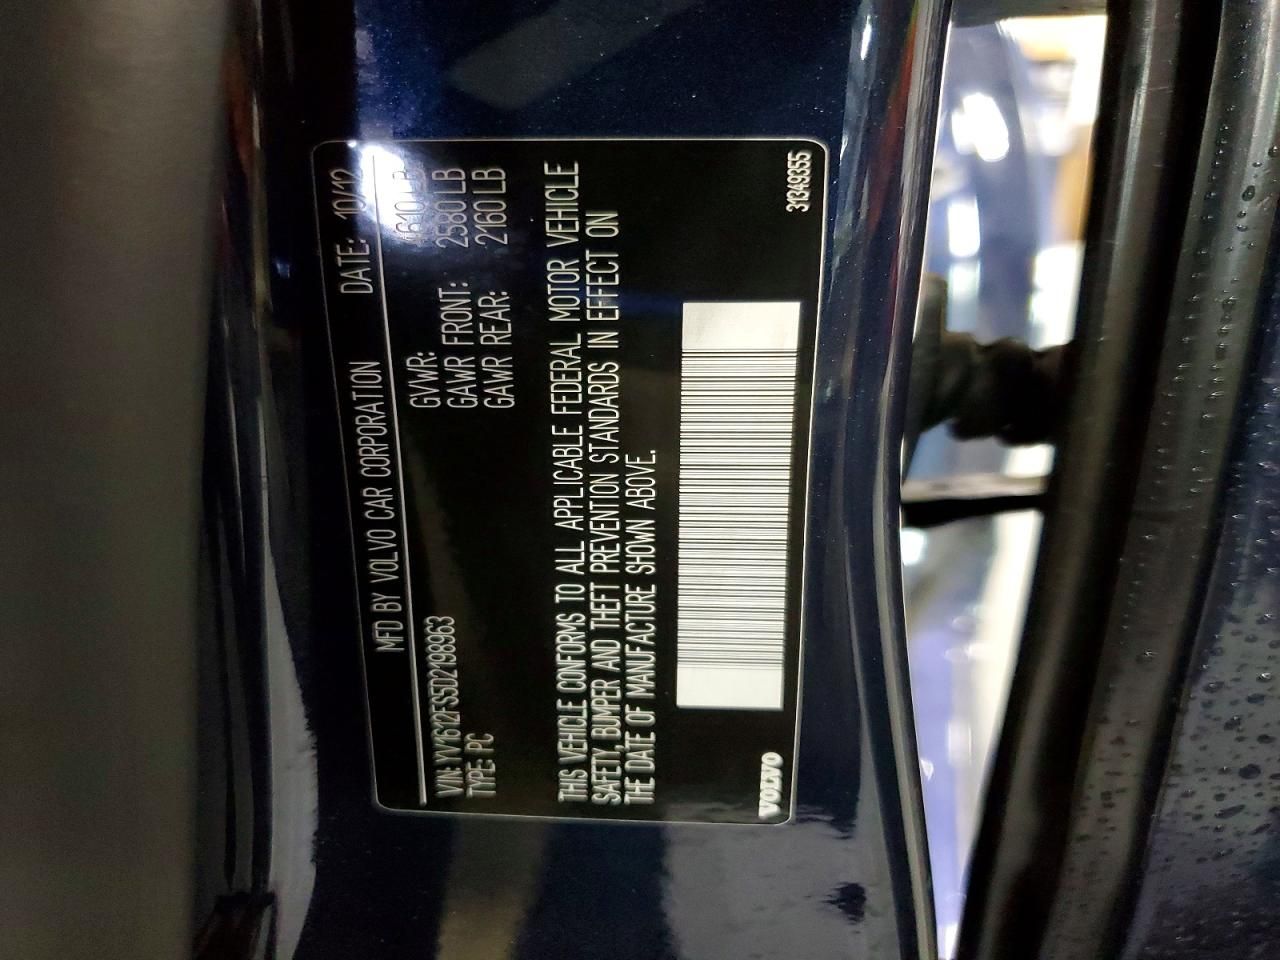 MFD BY VOLVO CAR CORPORATION DATE: 10/12
VIN: YV1612FS5D2198963 GVWR: 4610 LB
TYPE: PC GAWR FRONT: 2580 LB
GAWR REAR: 2160 LB
THIS VEHICLE CONFORMS TO ALL APPLICABLE FEDERAL MOTOR VEHICLE
SAFETY, BUMPER AND THEFT PREVENTION STANDARDS IN EFFECT ON
THE DATE OF MANUFACTURE SHOWN ABOVE.
VOLVO 31349355